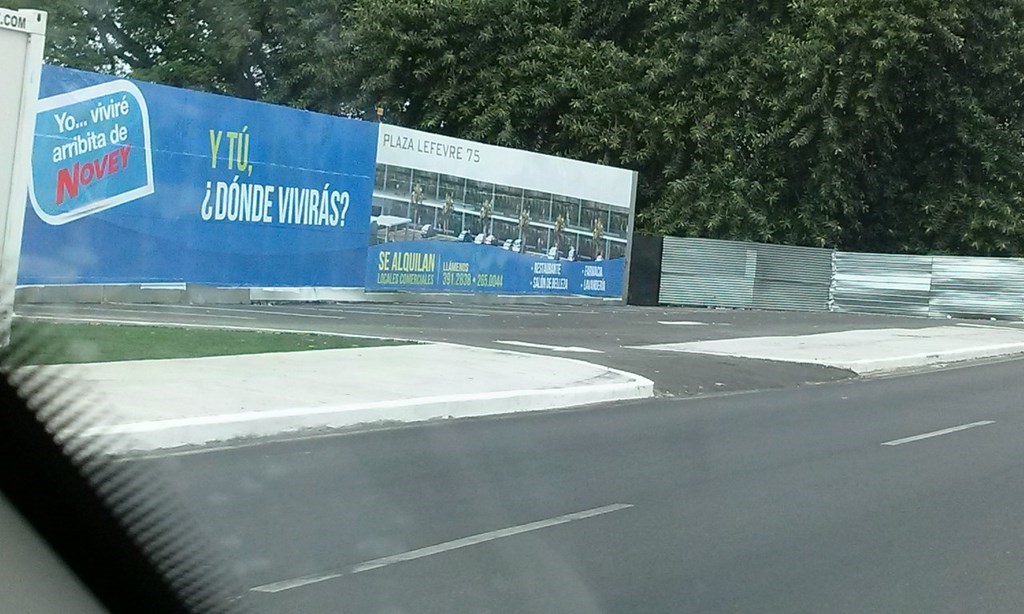 .COM
Yo... viviré
arribita de
NOVEY
Y TÚ,
¿DÓNDE VIVIRÁS?
PLAZA LEFEVRE 75
SE ALQUILAN
LOCALES COMERCIALES
LLÁMENOS
391.2838 • 265.0044
• RESTAURANTE
• SALÓN DE BELLEZA
• FARMACIA
• LAVANDERÍA